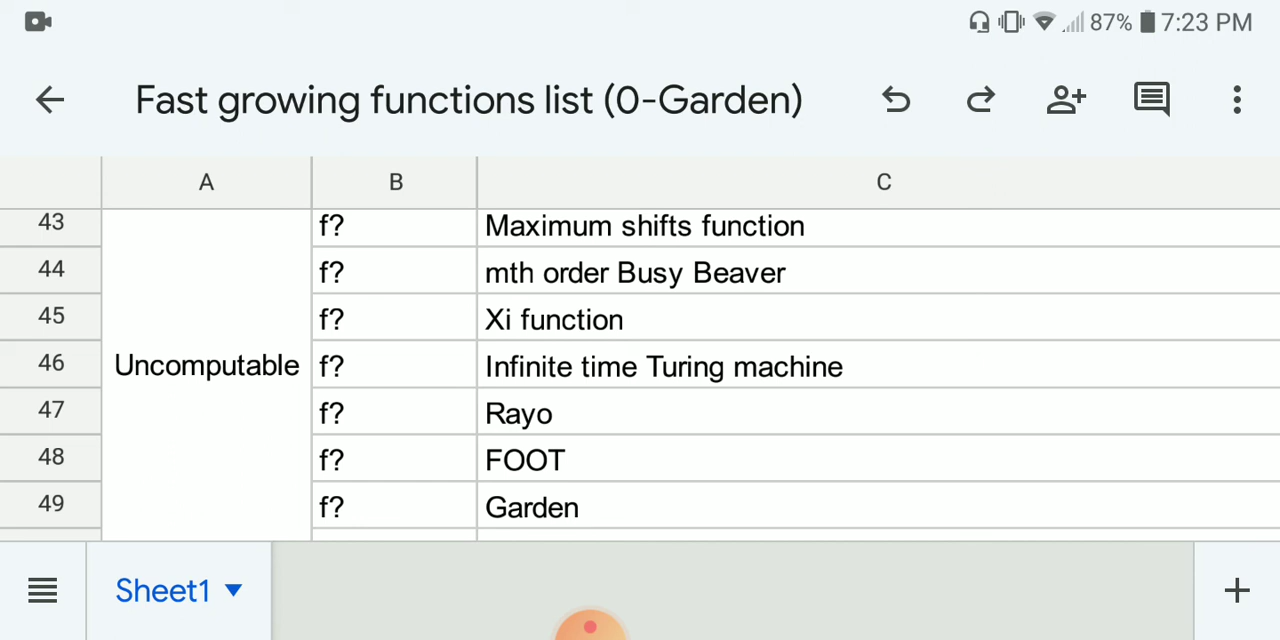 87% 7:23 PM
Fast growing functions list (0-Garden)
A B C
43 f? Maximum shifts function
44 f? mth order Busy Beaver
45 f? Xi function
46 Uncomputable f? Infinite time Turing machine
47 f? Rayo
48 f? FOOT
49 f? Garden
Sheet1